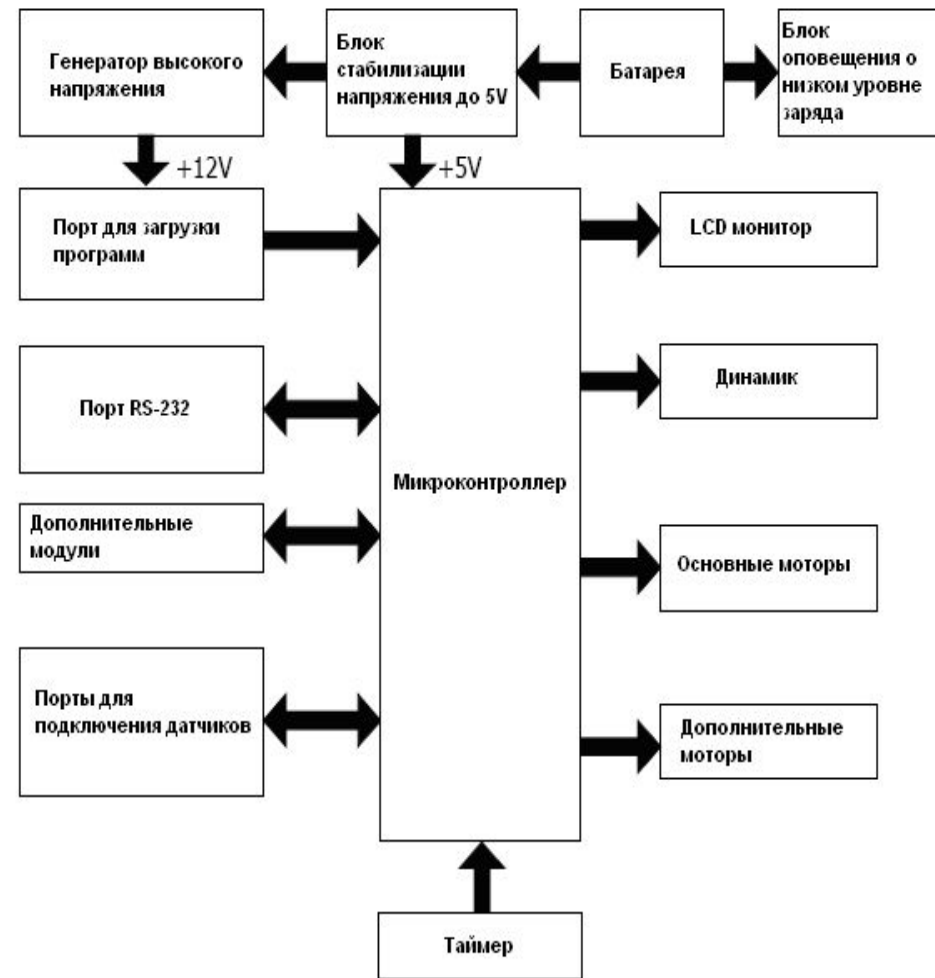 Генератор высокого
напряжения
Блок
стабилизации
напряжения до 5V
Батарея
Блок
оповещения о
низком уровне
заряда
+12V
+5V
Порт для загрузки
программ
LCD монитор
Порт RS-232
Динамик
Микроконтроллер
Дополнительные
модули
Основные моторы
Порты для
подключения датчиков
Дополнительные
моторы
Таймер